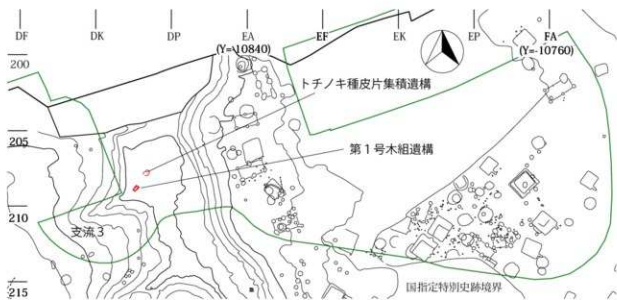 DF DK DP EA EF EK EP FA
(Y=-10840) (Y=-10760)
200
トチノキ種皮片集積遺構
205
第1号木組遺構
210
支流3
国指定特別史跡境界
215